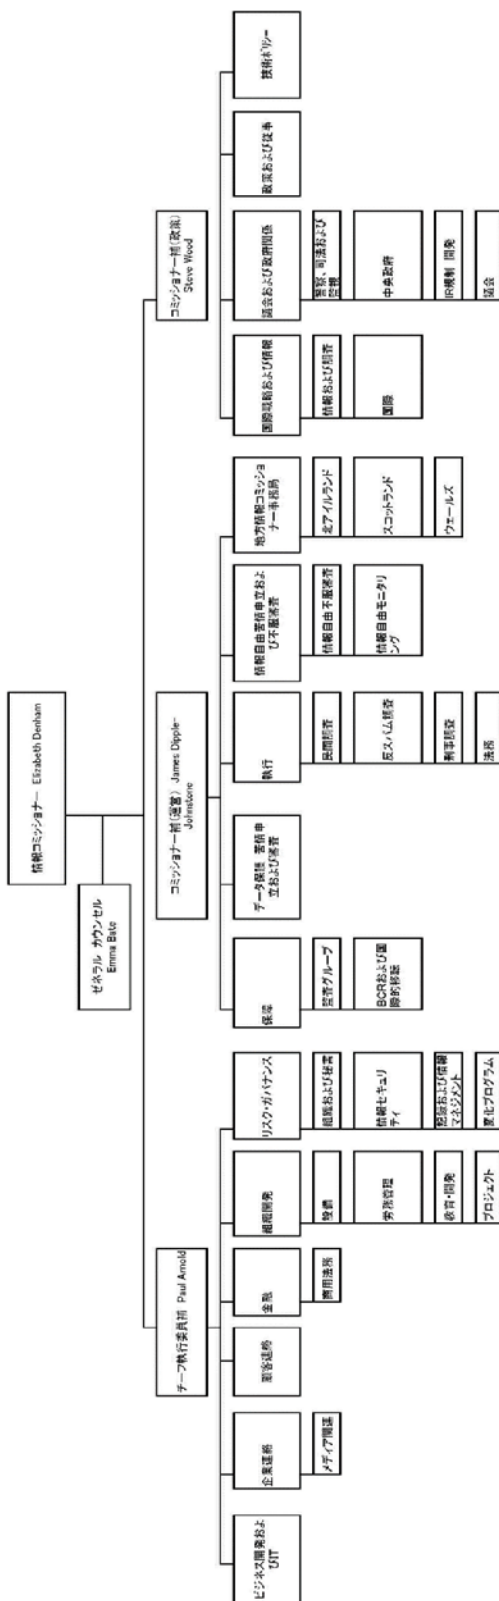 情報コミッショナー Elizabeth Denham
ゼネラル カウンセル
Emma Bate
チーフ執行委員補 Paul Arnold
コミッショナー補(運営) James Dipple-
Johnstone
コミッショナー補(政策)
Steve Wood
ビジネス開発およ
びIT
企業連絡
メディア関連
顧客連絡
金融
商用法務
組織開発
設備
労務管理
教育・開発
プロジェクト
リスク・ガバナンス
組織および秘書
情報セキュリ
ティ
記録および情報
マネジメント
変化プログラム
保障
監査グループ
BCRおよび国
際的移転
データ保護 苦情申
立および審査
執行
民間調査
反スパム調査
刑事調査
法務
情報自由苦情申立およ
び不服審査
情報自由不服審査
情報自由モニタリ
ング
地方情報コミッショ
ナー事務局
北アイルランド
スコットランド
ウェールズ
国際戦略および情報
情報および調査
国際
議会および政府関係
警察、司法および
中央政府
IR規制 開発
議会
政策および従事
技術ポリシー